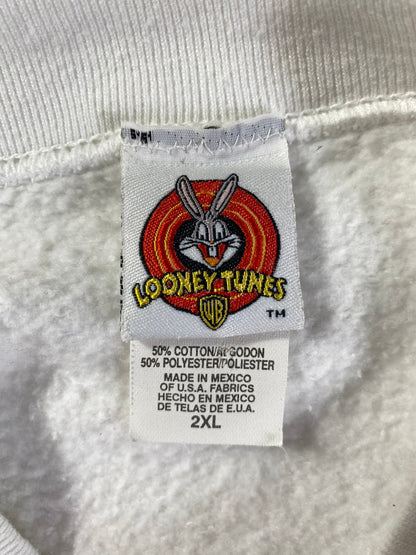 LOONEY TUNES
WB
TM
50% COTTON/ALGODON
50% POLYESTER/POLIESTER
MADE IN MEXICO
OF U.S.A. FABRICS
HECHO EN MEXICO
DE TELAS DE E.U.A.
2XL